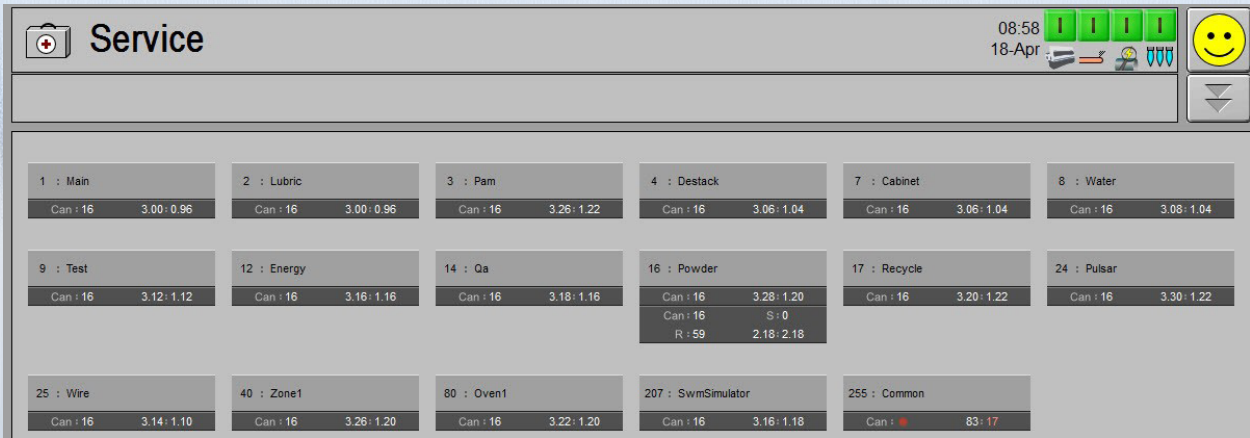 Service
08:58
18-Apr
1 : Main
2 : Lubric
3 : Pam
4 : Destack
7 : Cabinet
8 : Water
Can : 16 3.00 : 0.96
Can : 16 3.00 : 0.96
Can : 16 3.26 : 1.22
Can : 16 3.06 : 1.04
Can : 16 3.06 : 1.04
Can : 16 3.08 : 1.04
9 : Test
12 : Energy
14 : Qa
16 : Powder
17 : Recycle
24 : Pulsar
Can : 16 3.12 : 1.12
Can : 16 3.16 : 1.16
Can : 16 3.18 : 1.16
Can : 16 3.28 : 1.20
Can : 16 3.20 : 1.22
Can : 16 3.30 : 1.22
Can : 16 S : 0
R : 59 2.18 : 2.18
25 : Wire
40 : Zone1
80 : Oven1
207 : SwmSimulator
255 : Common
Can : 16 3.14 : 1.10
Can : 16 3.26 : 1.20
Can : 16 3.22 : 1.20
Can : 16 3.16 : 1.18
Can : 83 : 17